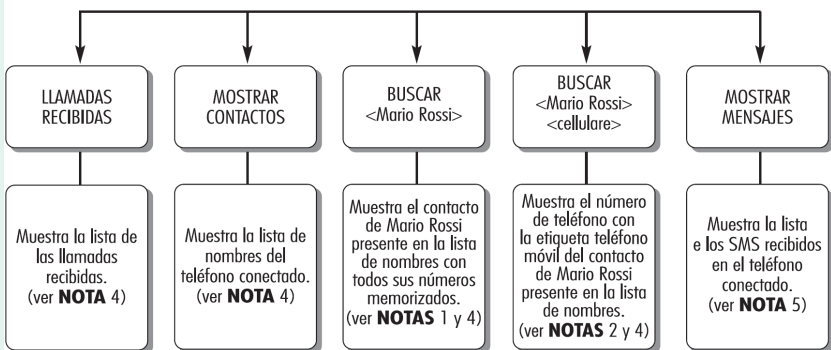 LLAMADAS
RECIBIDAS
MOSTRAR
CONTACTOS
BUSCAR
<Mario Rossi>
BUSCAR
<Mario Rossi>
<cellulare>
MOSTRAR
MENSAJES
Muestra la lista de
las llamadas
recibidas.
(ver NOTA 4)
Muestra la lista de
nombres del
teléfono conectado.
(ver NOTA 4)
Muestra el contacto
de Mario Rossi
presente en la lista
de nombres con
todos sus números
memorizados.
(ver NOTAS 1 y 4)
Muestra el número
de teléfono con
la etiqueta teléfono
móvil del contacto
de Mario Rossi
presente en la lista
de nombres.
(ver NOTAS 2 y 4)
Muestra la lista
e los SMS recibidos
en el teléfono
conectado.
(ver NOTA 5)